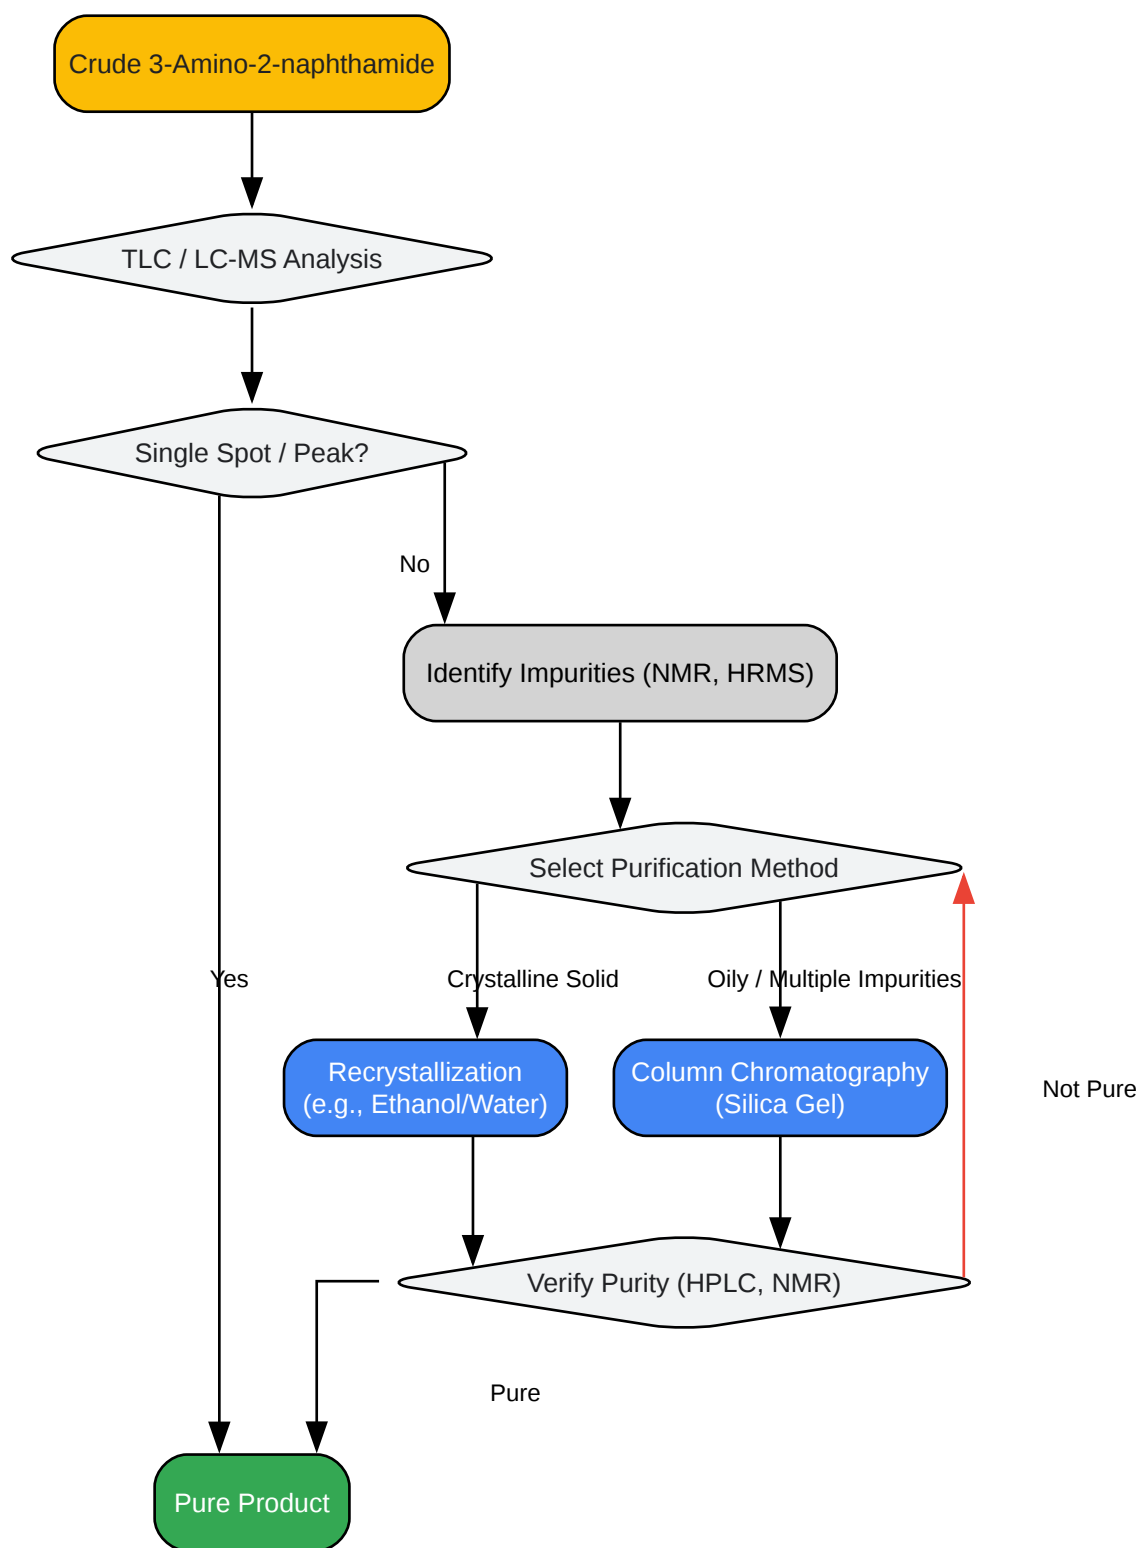 Crude 3-Amino-2-naphthamide
TLC / LC-MS Analysis
Single Spot / Peak?
No
Identify Impurities (NMR, HRMS)
Select Purification Method
Yes
Crystalline Solid
Oily / Multiple Impurities
Recrystallization
(e.g., Ethanol/Water)
Column Chromatography
(Silica Gel)
Not Pure
Verify Purity (HPLC, NMR)
Pure
Pure Product